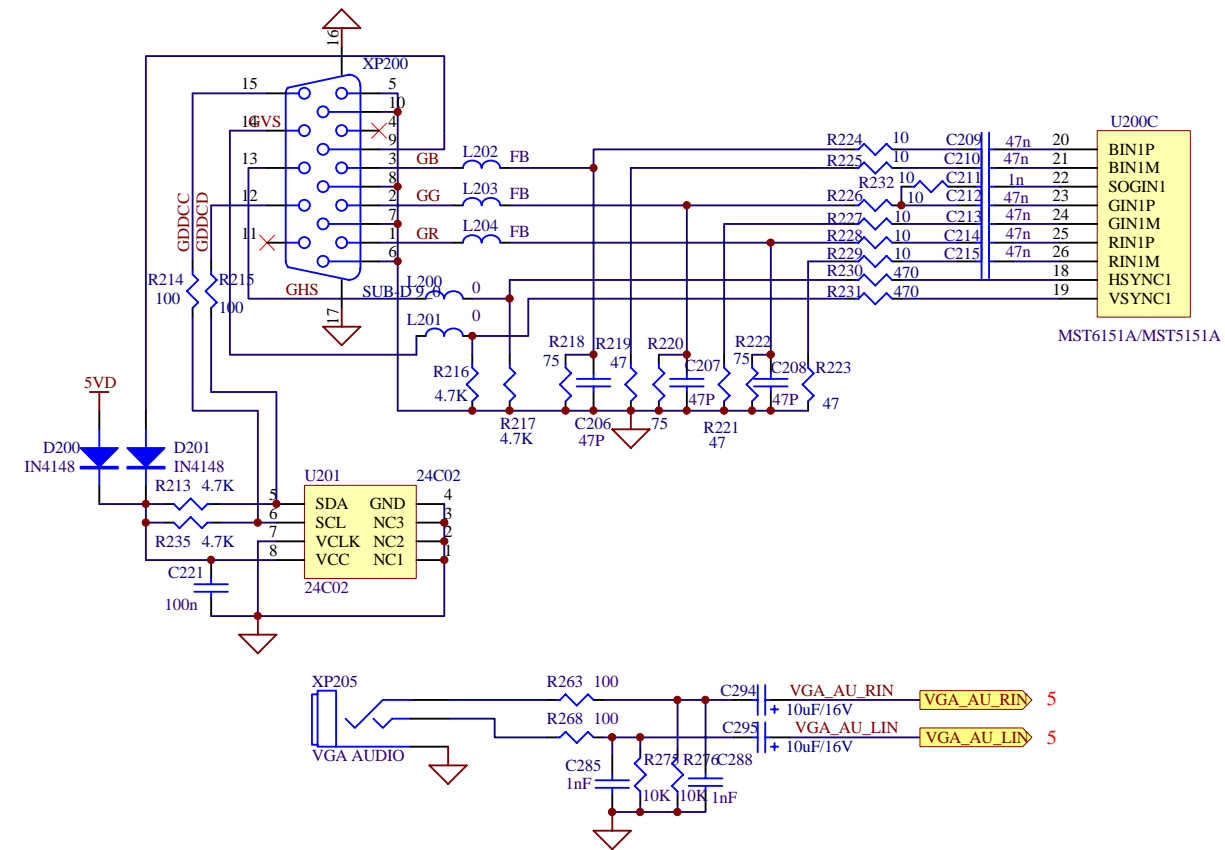 16
XP200
15
5
10
14
GVS
4
9
13
3
GB
L202
FB
8
12
2
GG
L203
FB
7
11
1
GR
L204
FB
6
GDDCC
GDDCD
R214
100
R215
100
GHS
17
SUB-D 9
L200
0
0
L201
0
R224
10
C209
47n
20
R225
10
C210
47n
21
R232
10
C211
1n
22
R226
10
C212
47n
23
R227
10
C213
47n
24
R228
10
C214
47n
25
R229
10
C215
47n
26
R230
470
18
R231
470
19
U200C
BIN1P
BIN1M
SOGIN1
GIN1P
GIN1M
RIN1P
RIN1M
HSYNC1
VSYNC1
MST6151A/MST5151A
R216
4.7K
R217
4.7K
R218
75
C206
47P
R219
47
R220
75
C207
47P
R221
47
R222
75
C208
47P
R223
47
5VD
D200
IN4148
D201
IN4148
R213
4.7K
R235
4.7K
C221
100n
U201
24C02
5
SDA
GND
4
6
SCL
NC3
3
7
VCLK
NC2
2
8
VCC
NC1
1
24C02
XP205
VGA AUDIO
R263
100
R268
100
C294
+ 10uF/16V
VGA_AU_RIN
VGA_AU_RIN
5
C295
+ 10uF/16V
VGA_AU_LIN
VGA_AU_LIN
5
C285
1nF
R275
10K
R276
10K
C288
1nF